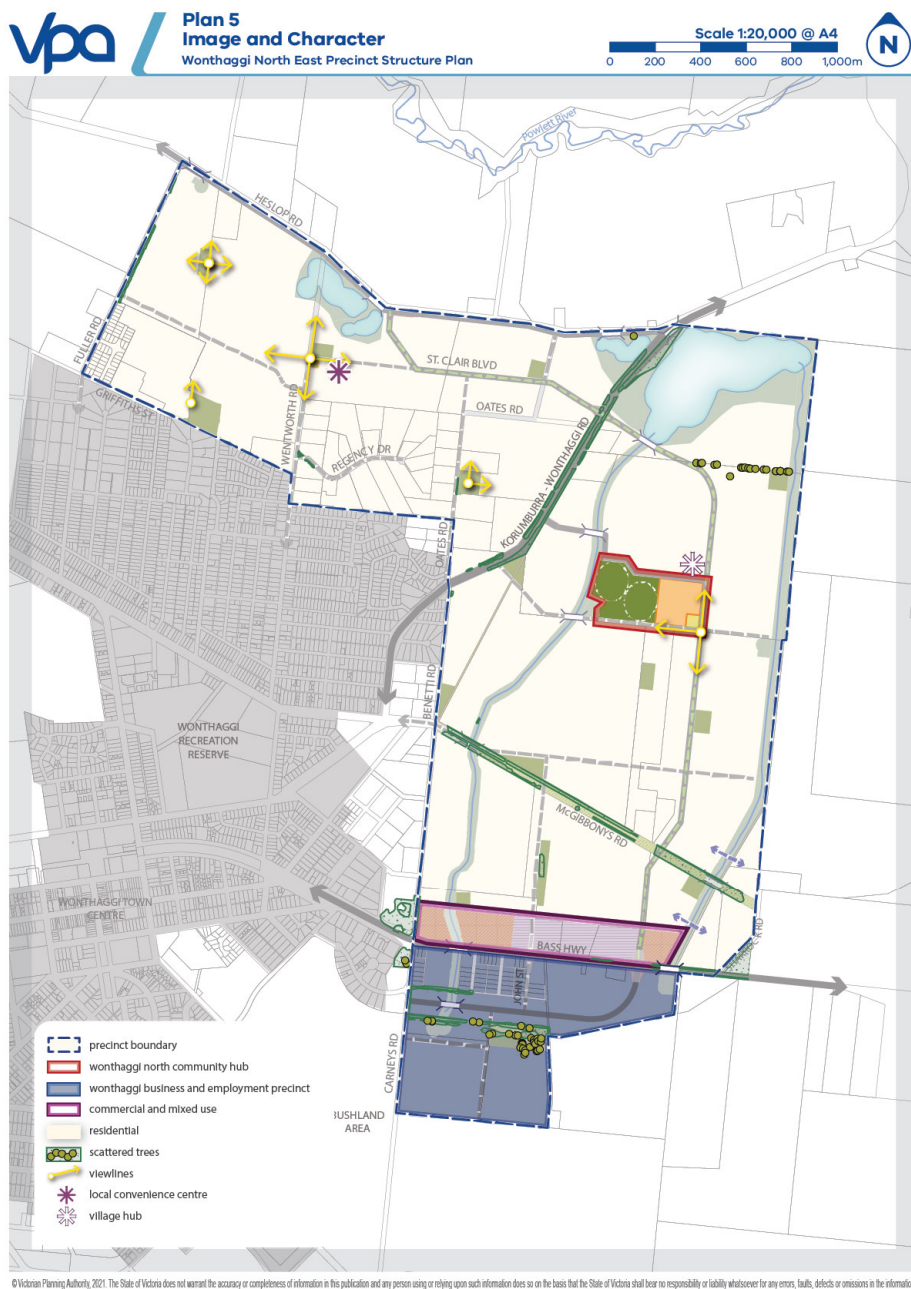 vpa
Plan 5
Image and Character
Wonthaggi North East Precinct Structure Plan
Scale 1:20,000 @ A4
0 200 400 600 800 1,000m
N
Powlett River
HESLOP RD
FULLER RD
GRIFFITHS ST
WENTWORTH RD
ST. CLAIR BLVD
OATES RD
REGENCY DR
KORUMBURRA - WONTHAGGI RD
OATES RD
BENETTI RD
WONTHAGGI
RECREATION
RESERVE
McGIBBONYS RD
WONTHAGGI TOWN
CENTRE
BASS HWY
JOHN ST
CARNEYS RD
BUSHLAND
AREA
precinct boundary
wonthaggi north community hub
wonthaggi business and employment precinct
commercial and mixed use
residential
scattered trees
viewlines
local convenience centre
village hub
© Victorian Planning Authority, 2021. The State of Victoria does not warrant the accuracy or completeness of information in this publication and any person using or relying upon such information does so on the basis that the State of Victoria shall bear no responsibility or liability whatsoever for any errors, faults, defects or omissions in the informatio